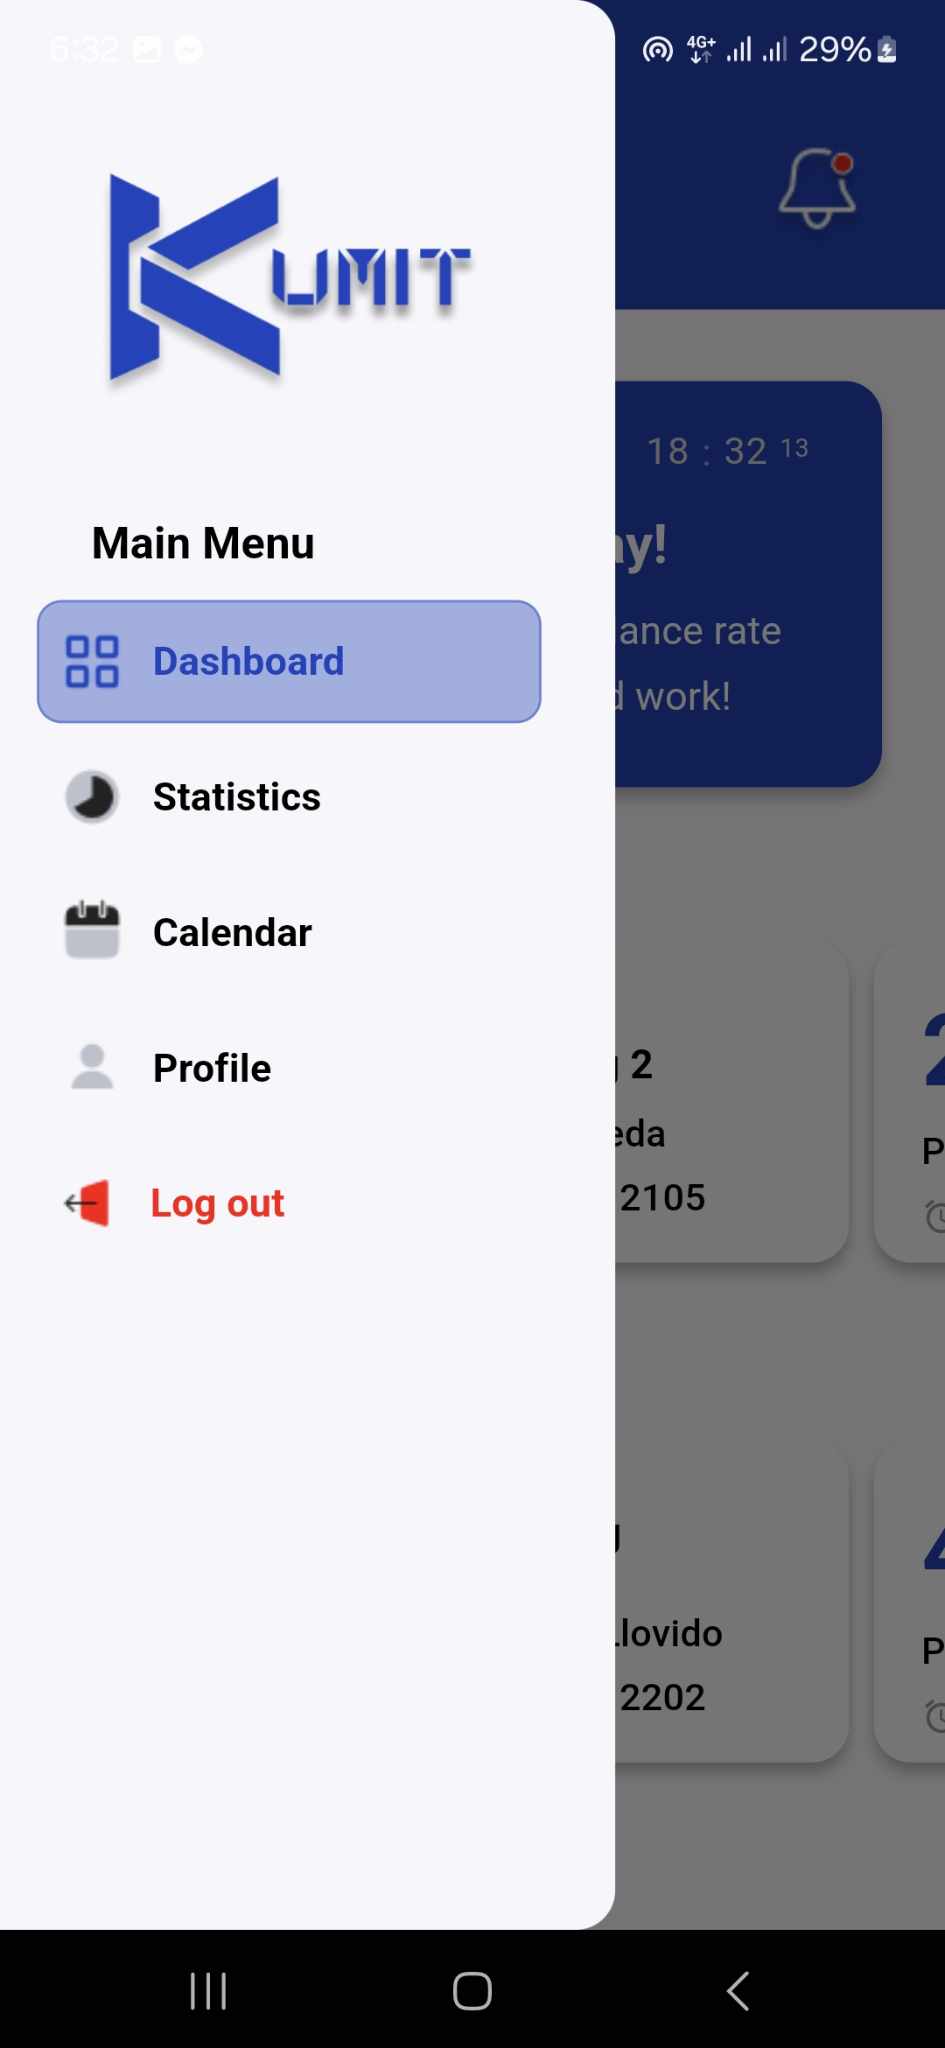 6:32
4G+
29%
KUMIT
18 : 32 13
Main Menu
ay!
Dashboard
ance rate
d work!
Statistics
Calendar
2
Profile
eda
P
2105
Log out
lovido
P
2202